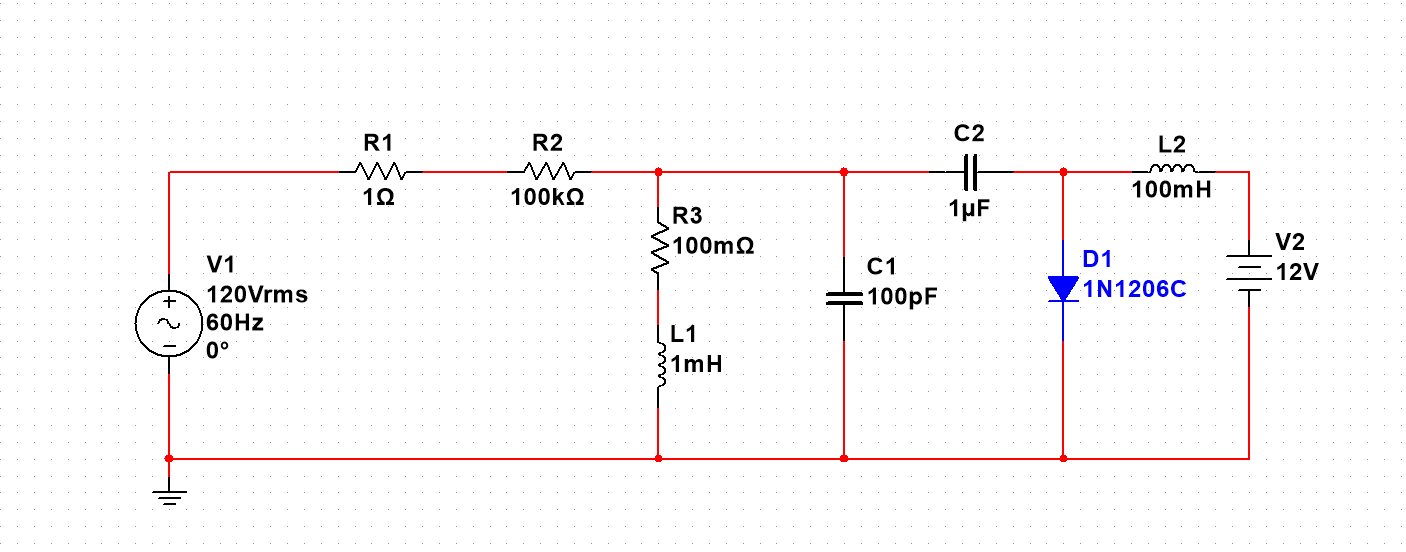 R1
1Ω
R2
100kΩ
C2
1µF
L2
100mH
R3
100mΩ
V1
120Vrms
60Hz
0°
C1
100pF
D1
1N1206C
V2
12V
L1
1mH